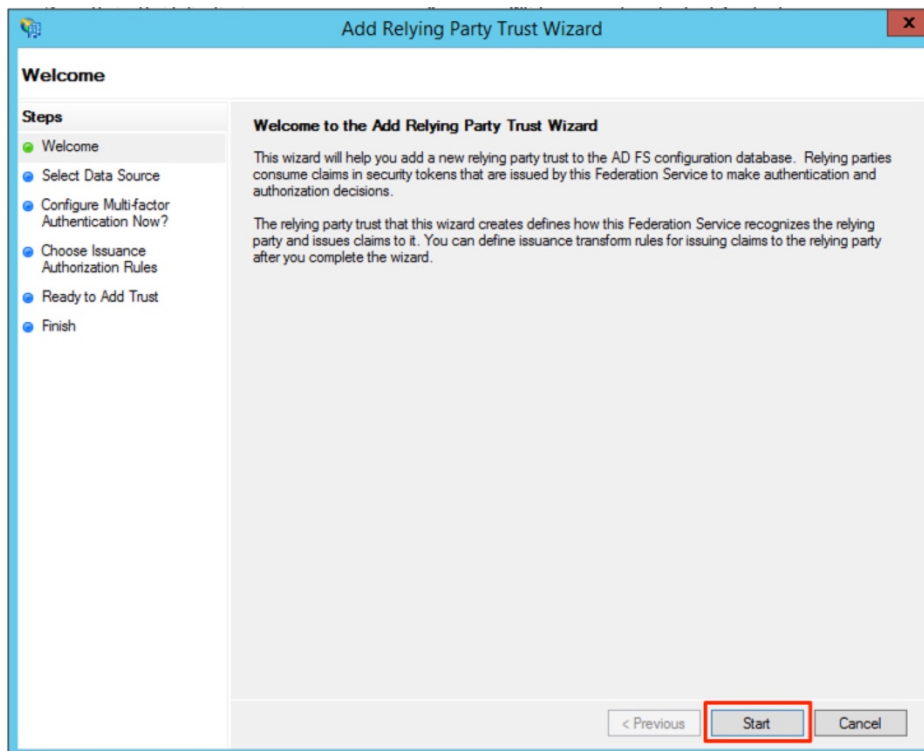 Add Relying Party Trust Wizard
x
Welcome
Steps
Welcome
Select Data Source
Configure Multi-factor
Authentication Now?
Choose Issuance
Authorization Rules
Ready to Add Trust
Finish
Welcome to the Add Relying Party Trust Wizard
This wizard will help you add a new relying party trust to the AD FS configuration database. Relying parties
consume claims in security tokens that are issued by this Federation Service to make authentication and
authorization decisions.
The relying party trust that this wizard creates defines how this Federation Service recognizes the relying
party and issues claims to it. You can define issuance transform rules for issuing claims to the relying party
after you complete the wizard.
< Previous
Start
Cancel